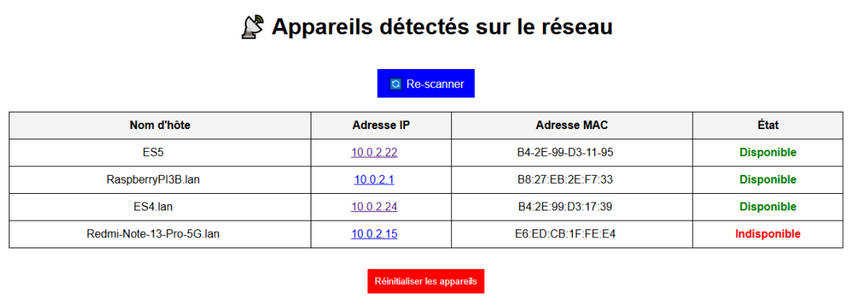 Appareils détectés sur le réseau
Re-scanner
Nom d'hôte Adresse IP Adresse MAC État
ES5 10.0.2.22 B4-2E-99-D3-11-95 Disponible
RaspberryPI3B.lan 10.0.2.1 B8:27:EB:2E:F7:33 Disponible
ES4.lan 10.0.2.24 B4:2E:99:D3:17:39 Disponible
Redmi-Note-13-Pro-5G.lan 10.0.2.15 E6:ED:CB:1F:FE:E4 Indisponible
Réinitialiser les appareils